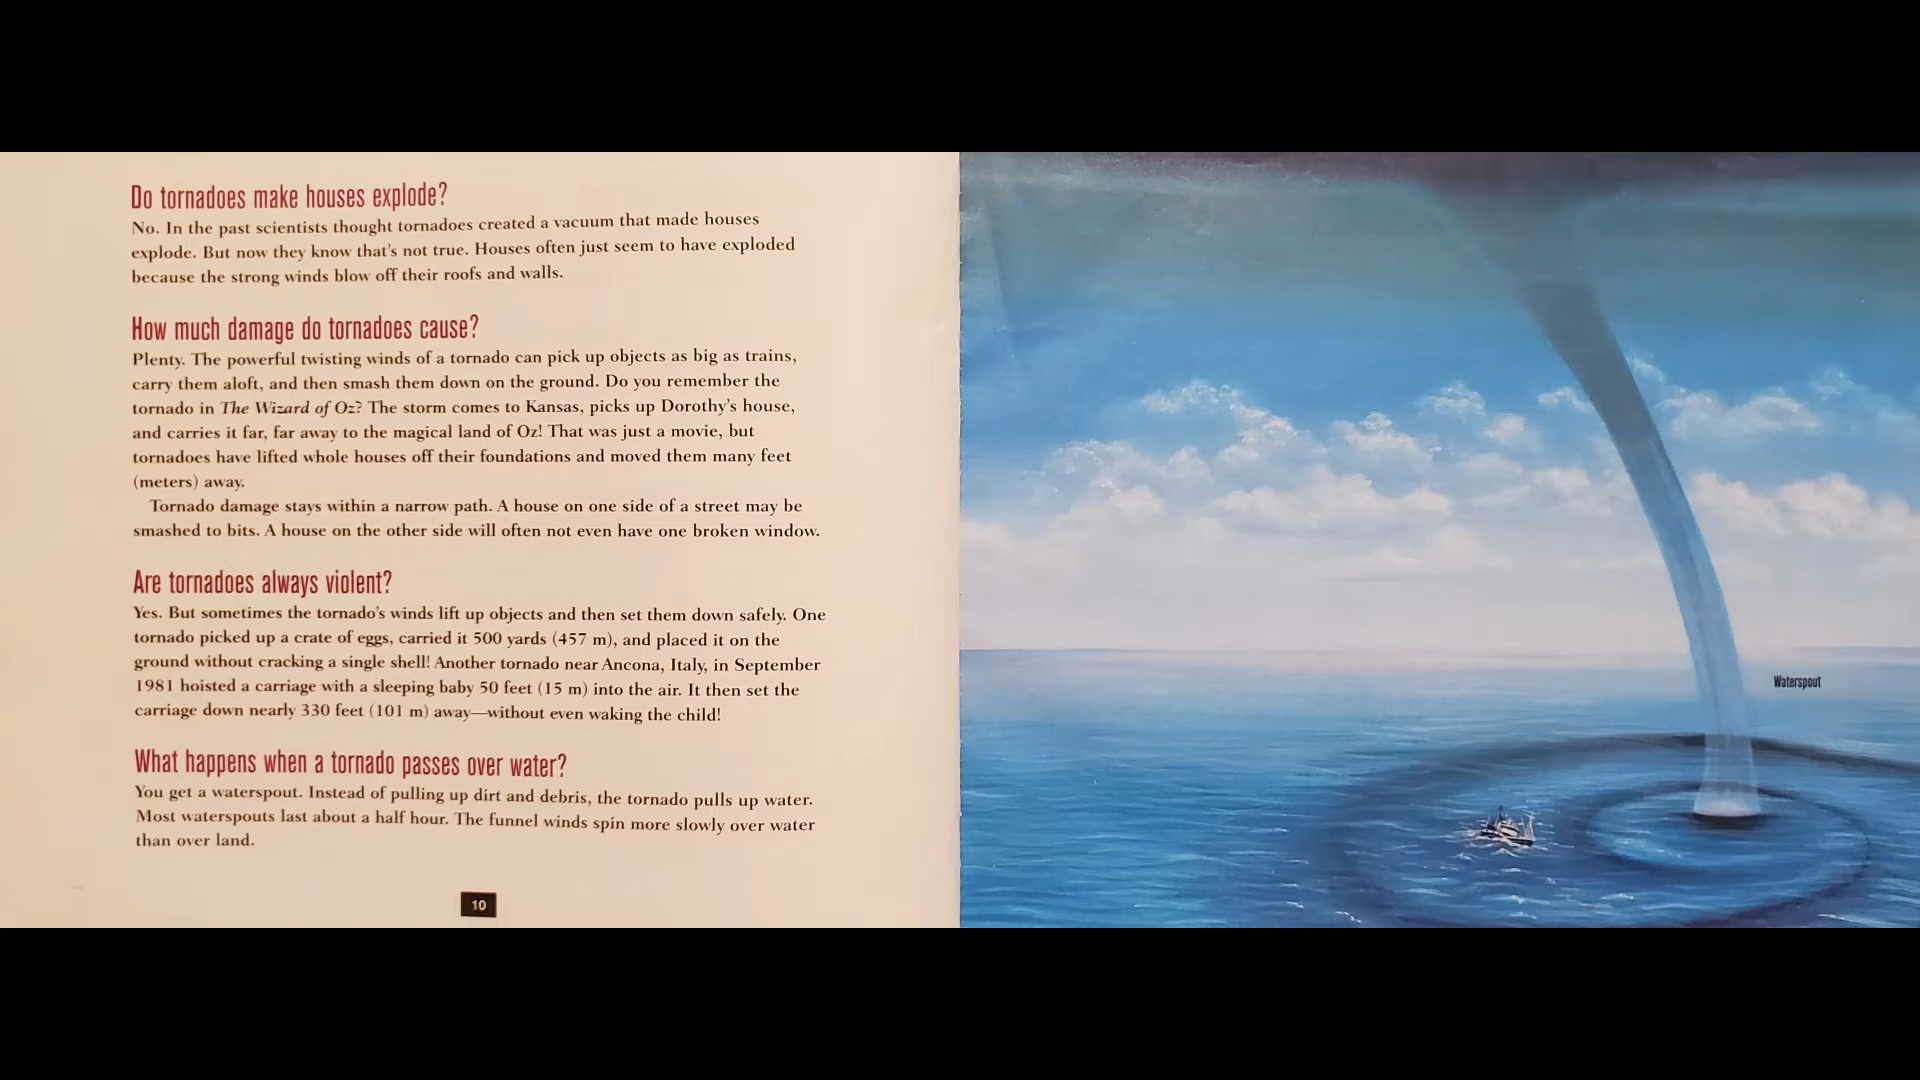 Do tornadoes make houses explode?
No. In the past scientists thought tornadoes created a vacuum that made houses
explode. But now they know that's not true. Houses often just seem to have exploded
because the strong winds blow off their roofs and walls.
How much damage do tornadoes cause?
Plenty. The powerful twisting winds of a tornado can pick up objects as big as trains,
carry them aloft, and then smash them down on the ground. Do you remember the
tornado in The Wizard of Oz? The storm comes to Kansas, picks up Dorothy's house,
and carries it far, far away to the magical land of Oz! That was just a movie, but
tornadoes have lifted whole houses off their foundations and moved them many feet
(meters) away.
Tornado damage stays within a narrow path. A house on one side of a street may be
smashed to bits. A house on the other side will often not even have one broken window.
Are tornadoes always violent?
Yes. But sometimes the tornado's winds lift up objects and then set them down safely. One
tornado picked up a crate of eggs, carried it 500 yards (457 m), and placed it on the
ground without cracking a single shell! Another tornado near Ancona, Italy, in September
1981 hoisted a carriage with a sleeping baby 50 feet (15 m) into the air. It then set the
carriage down nearly 330 feet (101 m) away—without even waking the child!
What happens when a tornado passes over water?
You get a waterspout. Instead of pulling up dirt and debris, the tornado pulls up water.
Most waterspouts last about a half hour. The funnel winds spin more slowly over water
than over land.
10
Waterspout